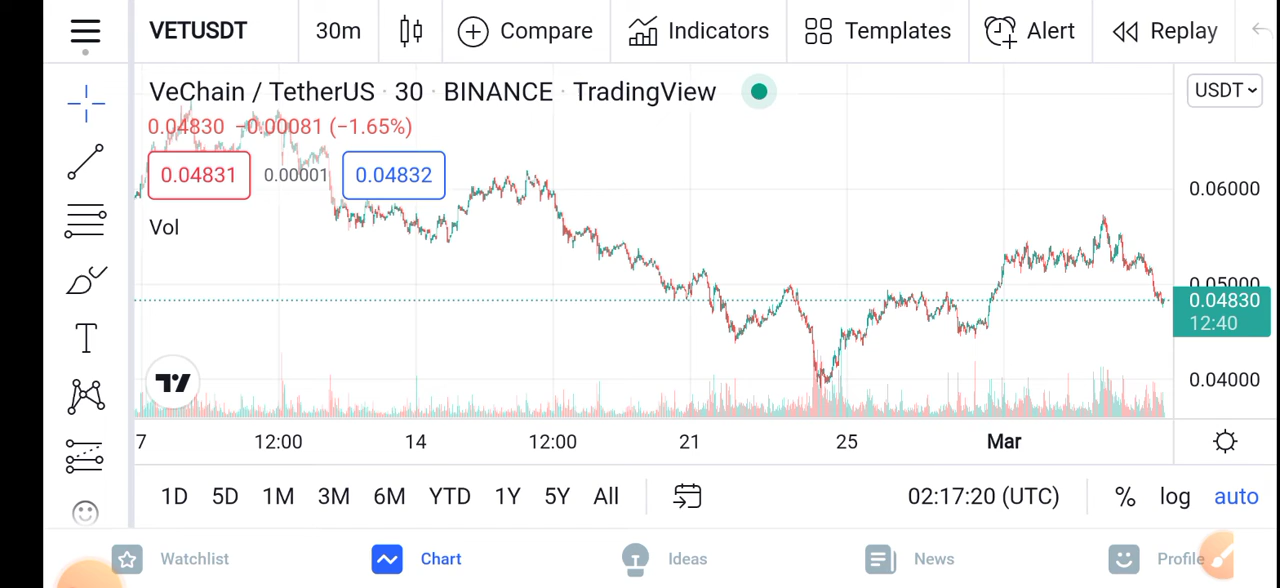 VETUSDT 30m Compare Indicators Templates Alert Replay
VeChain / TetherUS · 30 · BINANCE · TradingView
USDT
0.04830 −0.00081 (−1.65%)
0.04831 0.00001 0.04832
0.06000
Vol
0.05000
0.04830
12:40
0.04000
7 12:00 14 12:00 21 25 Mar
1D 5D 1M 3M 6M YTD 1Y 5Y All 02:17:20 (UTC) % log auto
Watchlist Chart Ideas News Profile